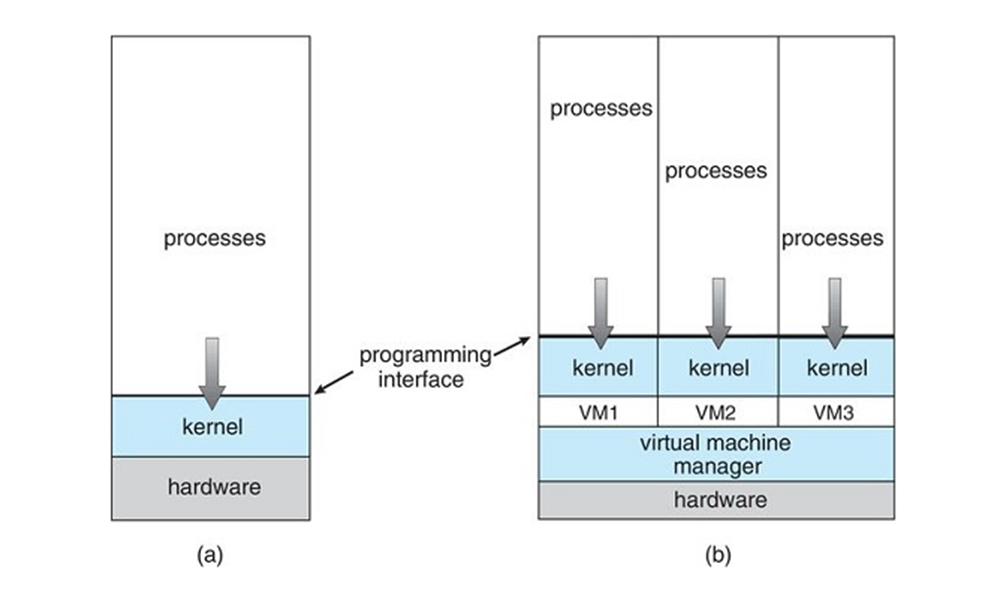 processes
kernel
hardware
(a)
programming
interface
processes
processes
processes
kernel
kernel
kernel
VM1
VM2
VM3
virtual machine
manager
hardware
(b)